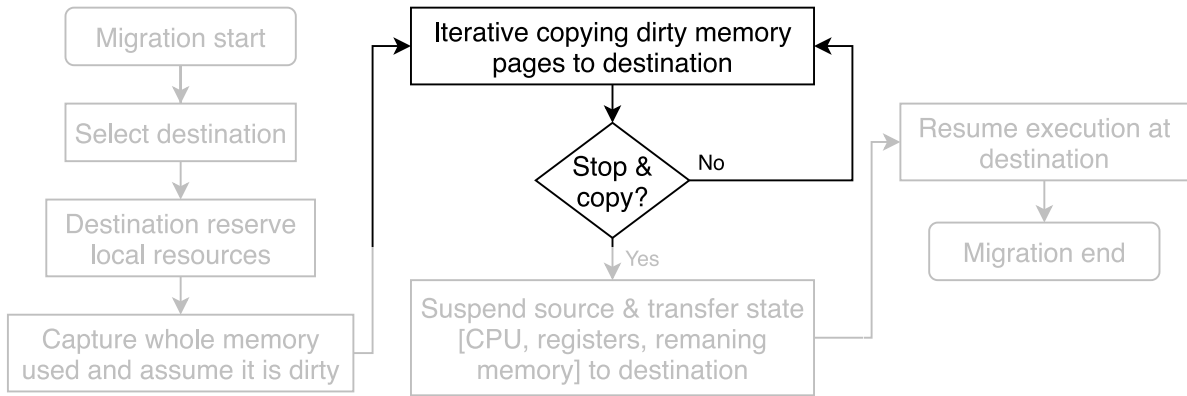 Migration start
Select destination
Destination reserve
local resources
Capture whole memory
used and assume it is dirty
Iterative copying dirty memory
pages to destination
Stop &
copy?
No
Yes
Suspend source & transfer state
[CPU, registers, remaning
memory] to destination
Resume execution at
destination
Migration end